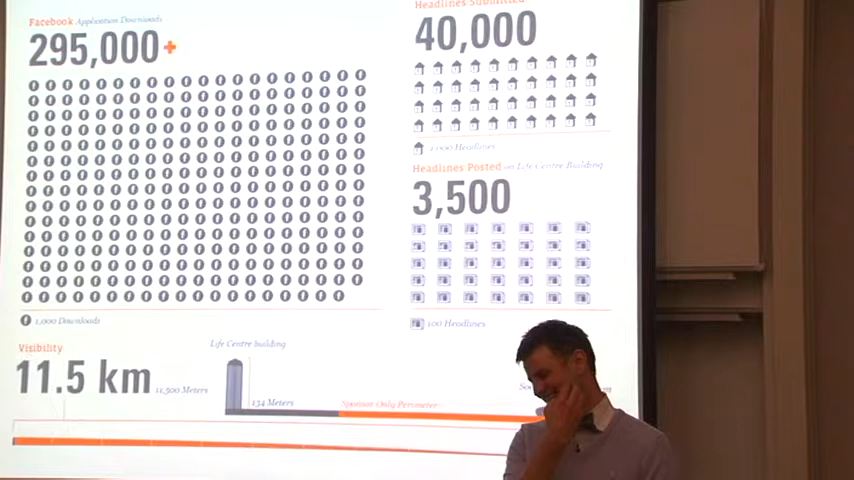 Facebook Application Downloads
295,000+
1,000 Downloads
Headlines Submitted
40,000
1,000 Headlines
Headlines Posted on Life Centre Building
3,500
100 Headlines
Visibility
11.5 km 11,500 Meters
Life Centre building
134 Meters
Sponsor Only Perimeter